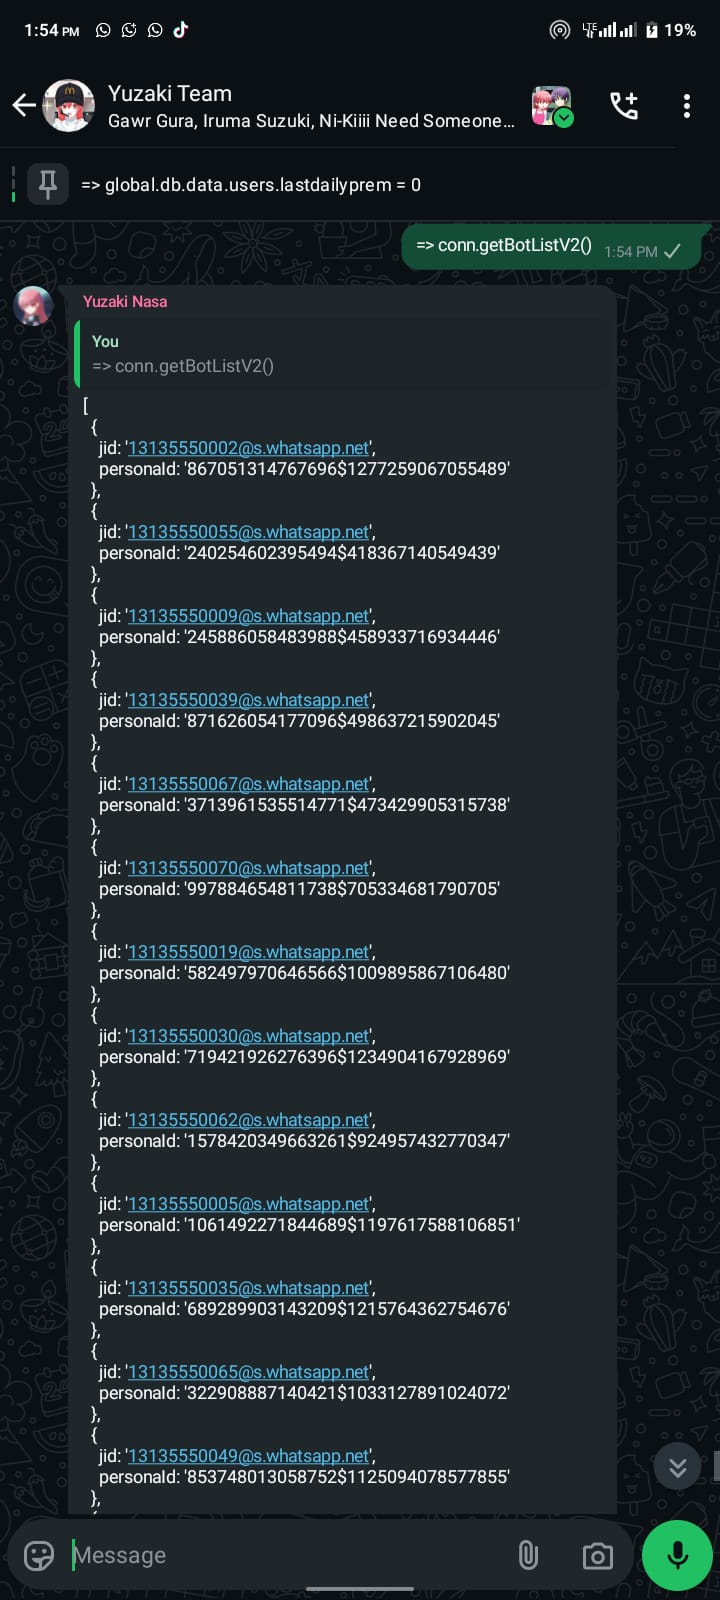 1:54 PM
LTE
19%
Yuzaki Team
Gawr Gura, Iruma Suzuki, Ni-Kiiii Need Someone...
=> global.db.data.users.lastdailyprem = 0
=> conn.getBotListV2() 1:54 PM
Yuzaki Nasa
You
=> conn.getBotListV2()
[
{
jid: '13135550002@s.whatsapp.net',
personaId: '867051314767696$1277259067055489'
},
{
jid: '13135550055@s.whatsapp.net',
personaId: '240254602395494$418367140549439'
},
{
jid: '13135550009@s.whatsapp.net',
personaId: '245886058483988$458933716934446'
},
{
jid: '13135550039@s.whatsapp.net',
personaId: '871626054177096$498637215902045'
},
{
jid: '13135550067@s.whatsapp.net',
personaId: '3713961535514771$473429905315738'
},
{
jid: '13135550070@s.whatsapp.net',
personaId: '997884654811738$705334681790705'
},
{
jid: '13135550019@s.whatsapp.net',
personaId: '582497970646566$1009895867106480'
},
{
jid: '13135550030@s.whatsapp.net',
personaId: '719421926276396$1234904167928969'
},
{
jid: '13135550062@s.whatsapp.net',
personaId: '1578420349663261$924957432770347'
},
{
jid: '13135550005@s.whatsapp.net',
personaId: '1061492271844689$1197617588106851'
},
{
jid: '13135550035@s.whatsapp.net',
personaId: '689289903143209$1215764362754676'
},
{
jid: '13135550065@s.whatsapp.net',
personaId: '322908887140421$1033127891024072'
},
{
jid: '13135550049@s.whatsapp.net',
personaId: '853748013058752$1125094078577855'
},
Message